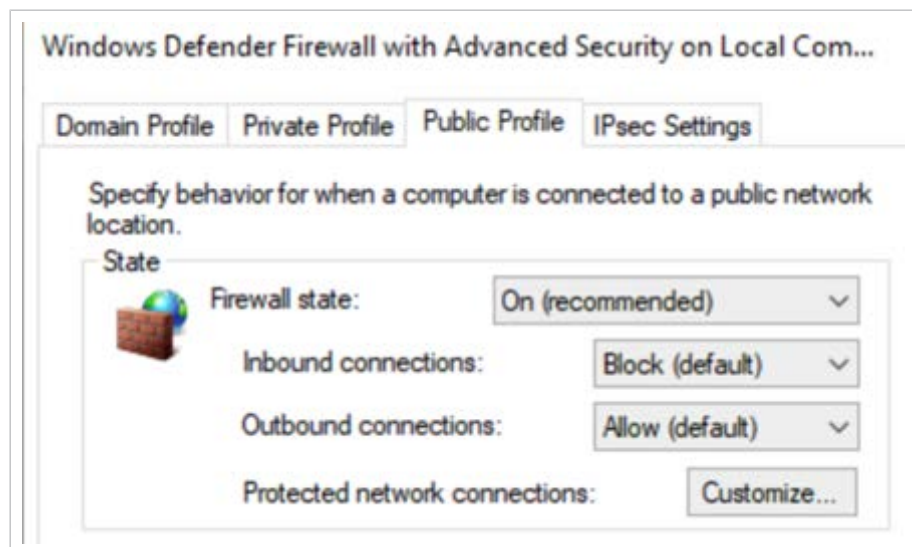 Windows Defender Firewall with Advanced Security on Local Com...
Domain Profile Private Profile Public Profile IPsec Settings
Specify behavior for when a computer is connected to a public network
location.
State
Firewall state: On (recommended)
Inbound connections: Block (default)
Outbound connections: Allow (default)
Protected network connections: Customize...